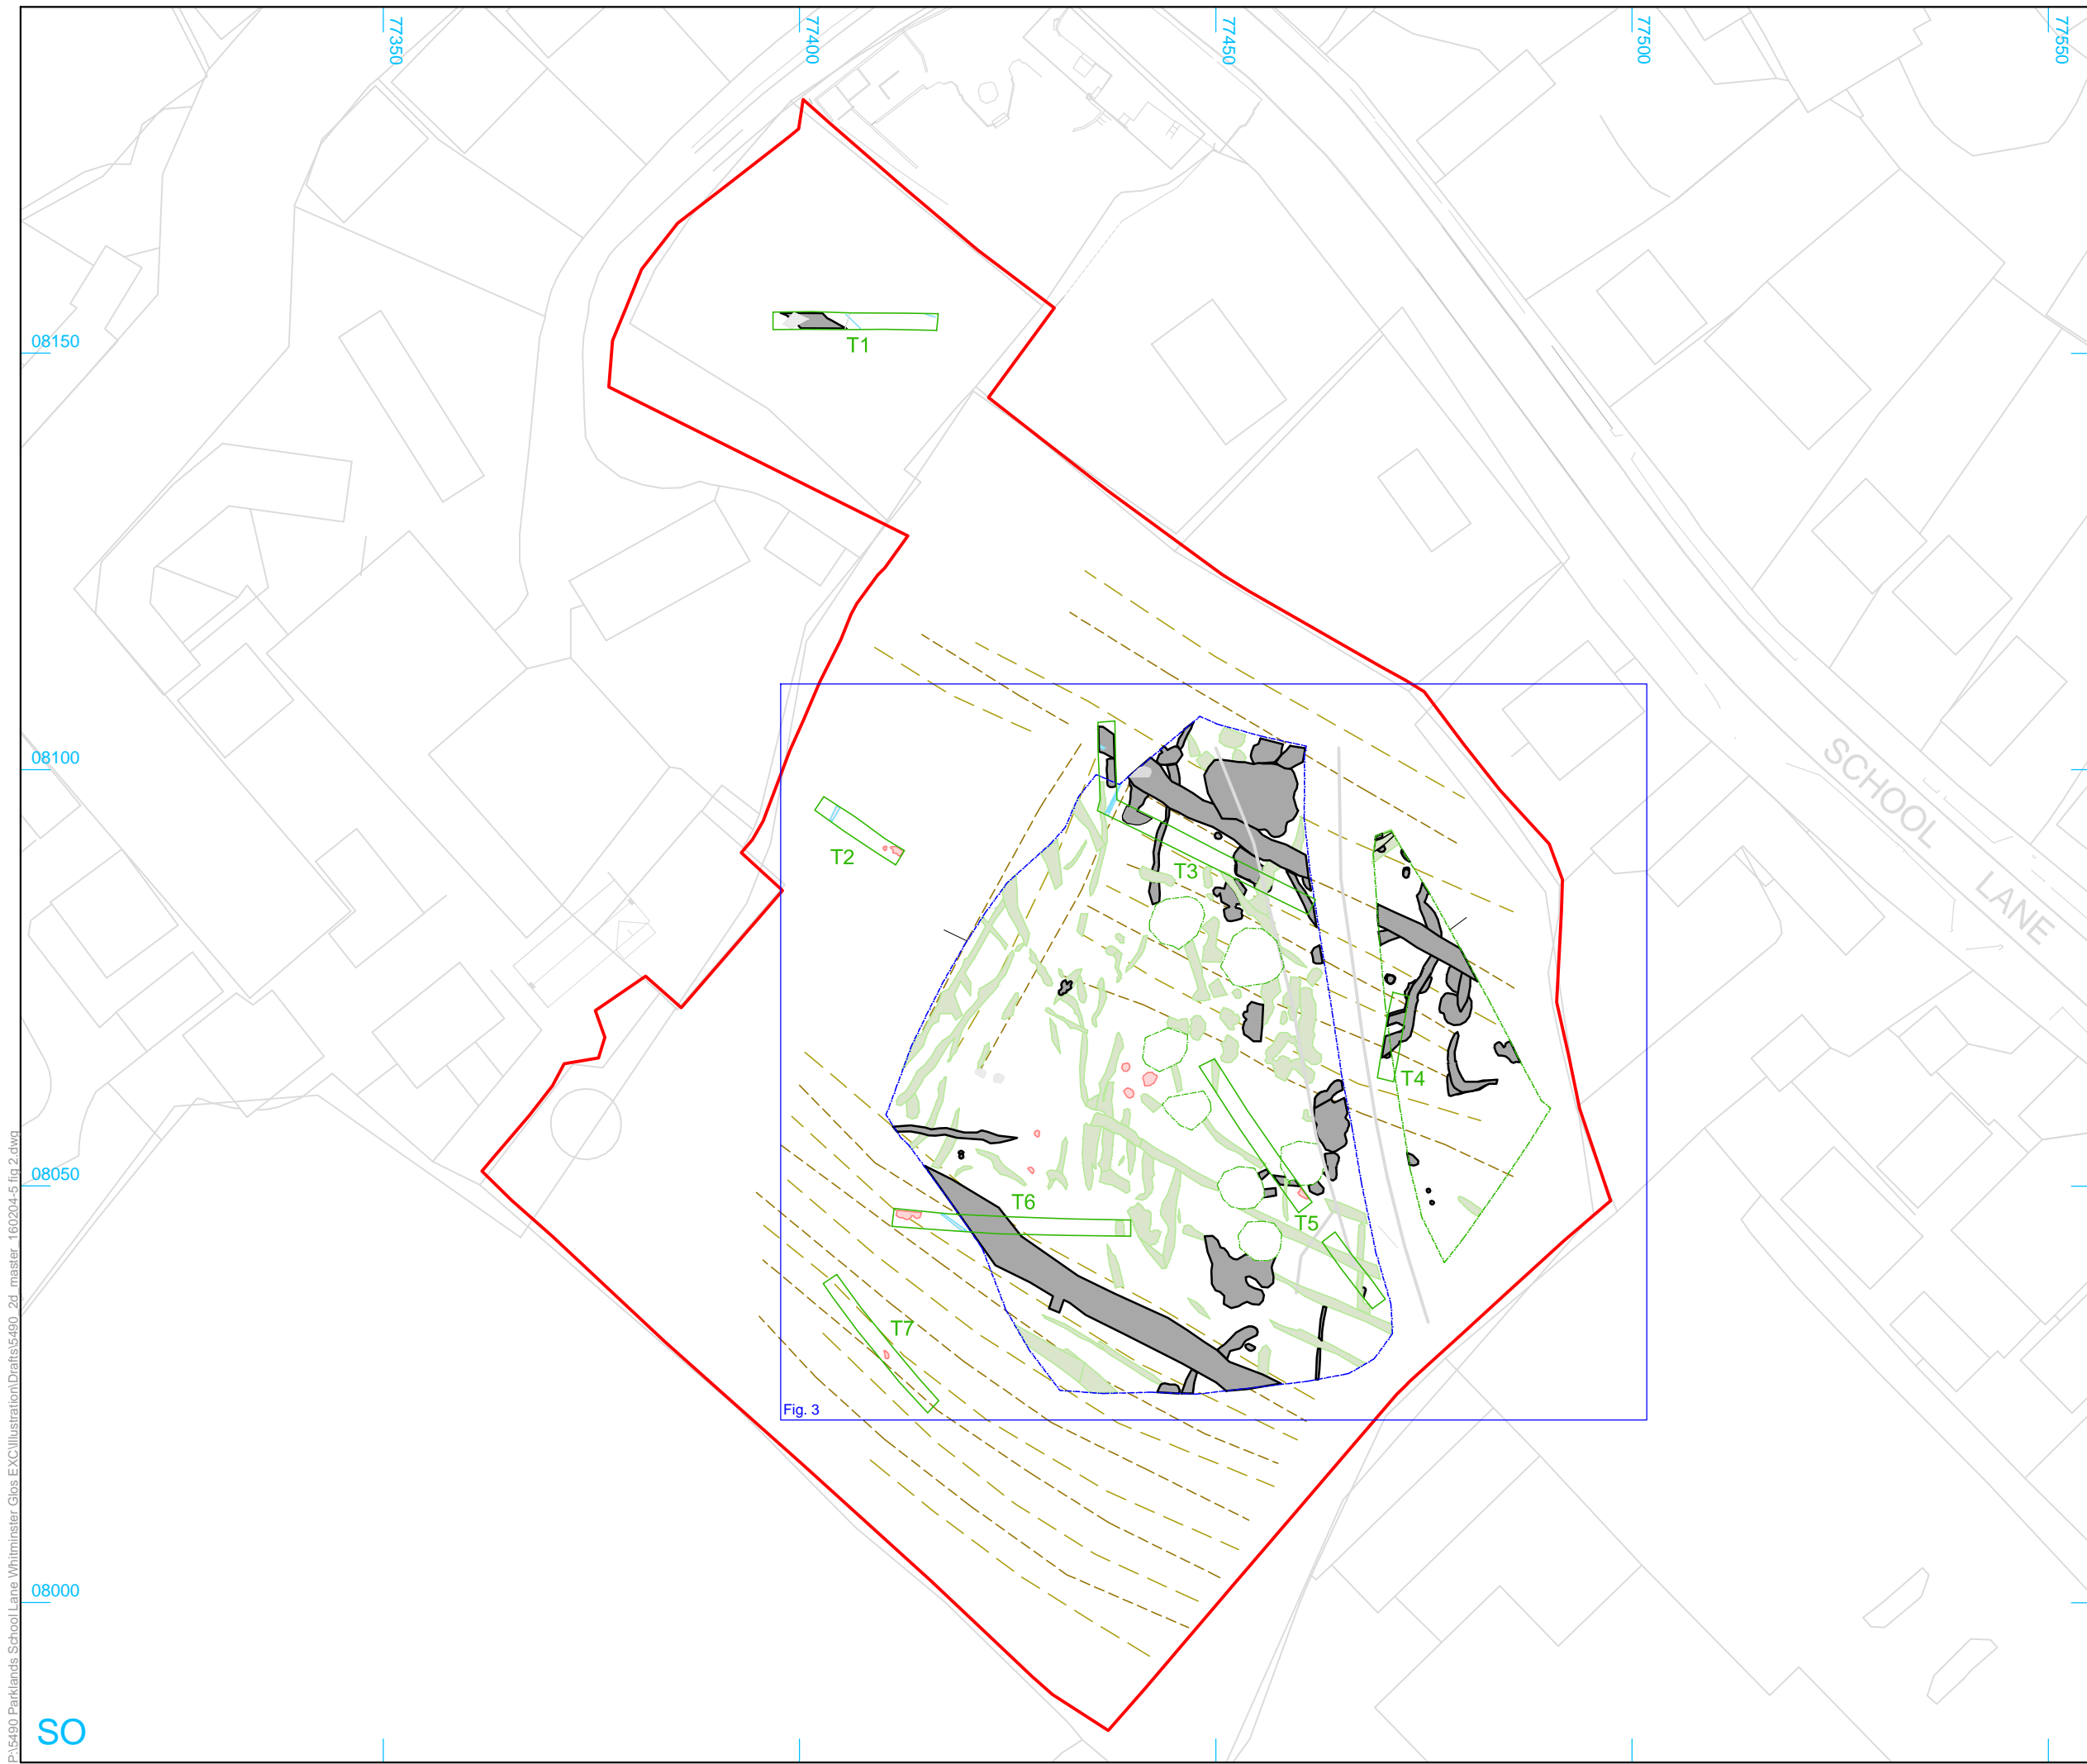 77350
77400
77450
77500
77550
08150
T1
08100
SCHOOL LANE
T2
T3
T4
08050
T6
T5
T7
Fig. 3
08000
SO
P:\5490 Parklands School Lane Whitminster Glos EXC\Illustration\Drafts\5490_2d_master_160204-5 fig 2.dwg